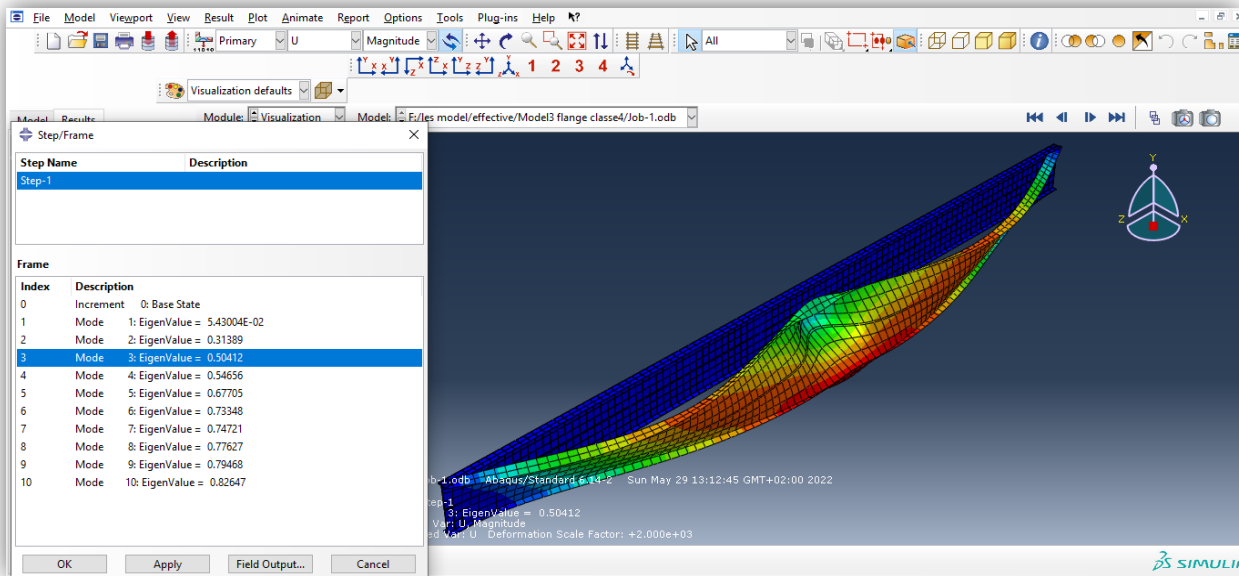 File Model Viewport View Result Plot Animate Report Options Tools Plug-ins Help
Primary U Magnitude All
1 2 3 4
Visualization defaults
Model Results Module: Visualization Model: F:/les model/effective/Model3 flange classe4/Job-1.odb
Step/Frame
Step Name Description
Step-1
Frame
Index Description
0 Increment 0: Base State
1 Mode 1: EigenValue = 5.43004E-02
2 Mode 2: EigenValue = 0.31389
3 Mode 3: EigenValue = 0.50412
4 Mode 4: EigenValue = 0.54656
5 Mode 5: EigenValue = 0.67705
6 Mode 6: EigenValue = 0.73348
7 Mode 7: EigenValue = 0.74721
8 Mode 8: EigenValue = 0.77627
9 Mode 9: EigenValue = 0.79468
10 Mode 10: EigenValue = 0.82647
OK Apply Field Output... Cancel
Y
Z X
b-1.odb Abaqus/Standard 6.14-2 Sun May 29 13:12:45 GMT+02:00 2022
ep-1
3: EigenValue = 0.50412
Var: U, Magnitude
ed Var: U Deformation Scale Factor: +2.000e+03
SIMULI